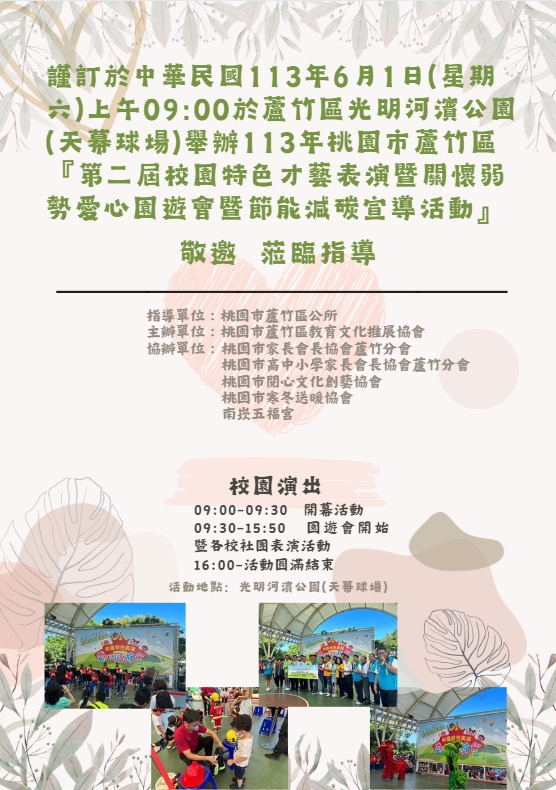 謹訂於中華民國113年6月1日(星期
六)上午09:00於蘆竹區光明河濱公園
(天幕球場)舉辦113年桃園市蘆竹區
『第二屆校園特色才藝表演暨關懷弱
勢愛心園遊會暨節能減碳宣導活動』
敬邀 蒞臨指導
指導單位：桃園市蘆竹區公所
主辦單位：桃園市蘆竹區教育文化推展協會
協辦單位：桃園市家長會長協會蘆竹分會
桃園市高中小學家長會長協會蘆竹分會
桃園市開心文化創藝協會
桃園市寒冬送暖協會
南崁五福宮
校園演出
09:00-09:30 開幕活動
09:30-15:50 園遊會開始
暨各校社團表演活動
16:00-活動圓滿結束
活動地點: 光明河濱公園(天幕球場)